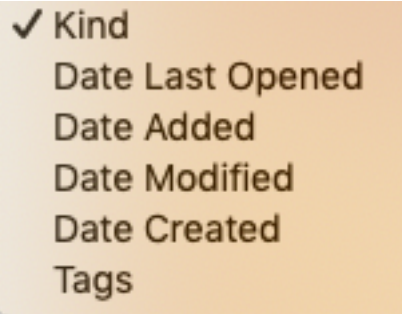 ✓ Kind
Date Last Opened
Date Added
Date Modified
Date Created
Tags